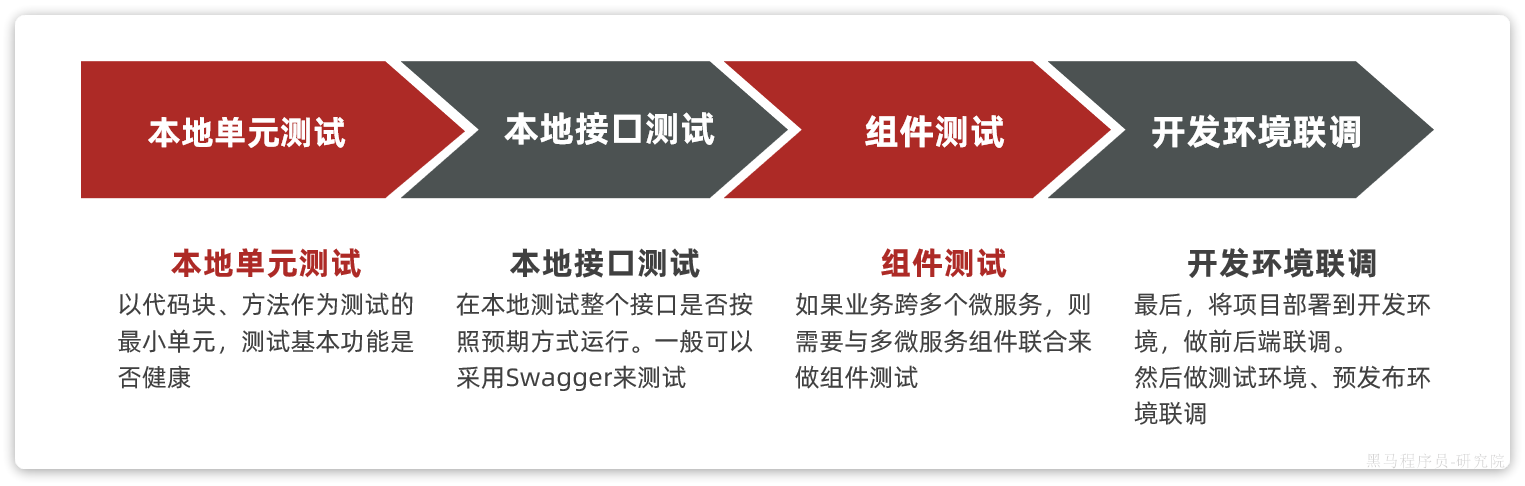 本地单元测试
本地接口测试
组件测试
开发环境联调
本地单元测试
以代码块、方法作为测试的
最小单元，测试基本功能是
否健康
本地接口测试
在本地测试整个接口是否按
照预期方式运行。一般可以
采用Swagger来测试
组件测试
如果业务跨多个微服务，则
需要与多微服务组件联合来
做组件测试
开发环境联调
最后，将项目部署到开发环
境，做前后端联调。
然后做测试环境、预发布环
境联调
黑马程序员-研究院